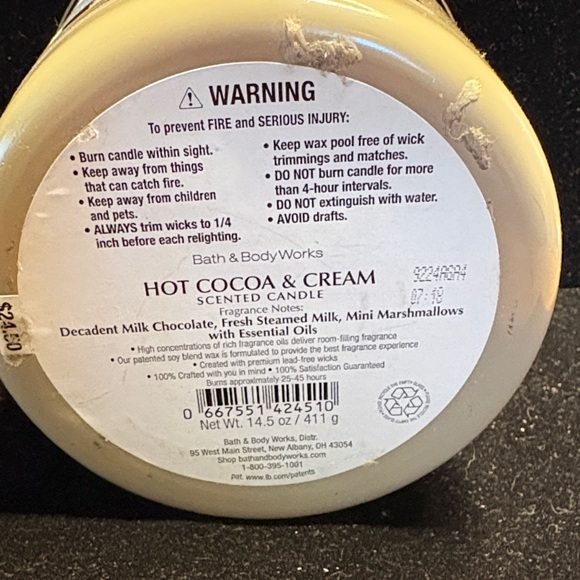 ⚠ WARNING
To prevent FIRE and SERIOUS INJURY:
• Burn candle within sight.
• Keep away from things
that can catch fire.
• Keep away from children
and pets.
• ALWAYS trim wicks to 1/4
inch before each relighting.
• Keep wax pool free of wick
trimmings and matches.
• DO NOT burn candle for more
than 4-hour intervals.
• DO NOT extinguish with water.
• AVOID drafts.
Bath & Body Works
HOT COCOA & CREAM
SCENTED CANDLE
9224AGA4
07:18
Fragrance Notes:
Decadent Milk Chocolate, Fresh Steamed Milk, Mini Marshmallows
with Essential Oils
• High concentrations of rich fragrance oils deliver room-filling fragrance
• Our patented soy blend wax is formulated to provide the best fragrance experience
• Created with premium lead-free wicks
• 100% Crafted with you in mind • 100% Satisfaction Guaranteed
Burns approximately 25-45 hours
0 667551 424510
Net Wt. 14.5 oz / 411 g
Bath & Body Works, Distr.
95 West Main Street, New Albany, OH 43054
Shop bathandbodyworks.com
1-800-395-1001
Pat. www.lb.com/patents
$24.50